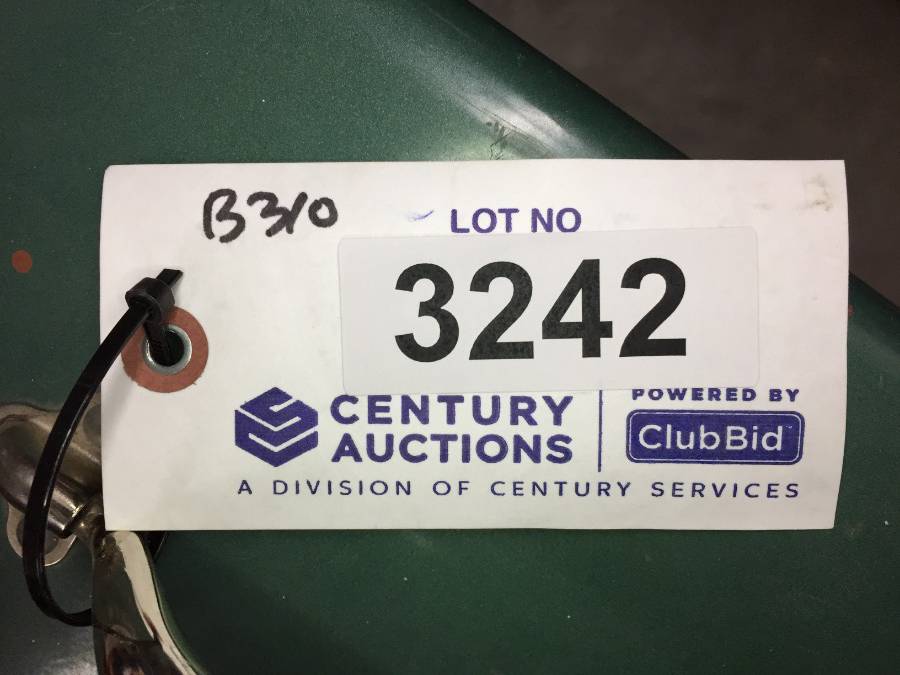 B310
LOT NO
3242
CENTURY
AUCTIONS
POWERED BY
ClubBid
A DIVISION OF CENTURY SERVICES